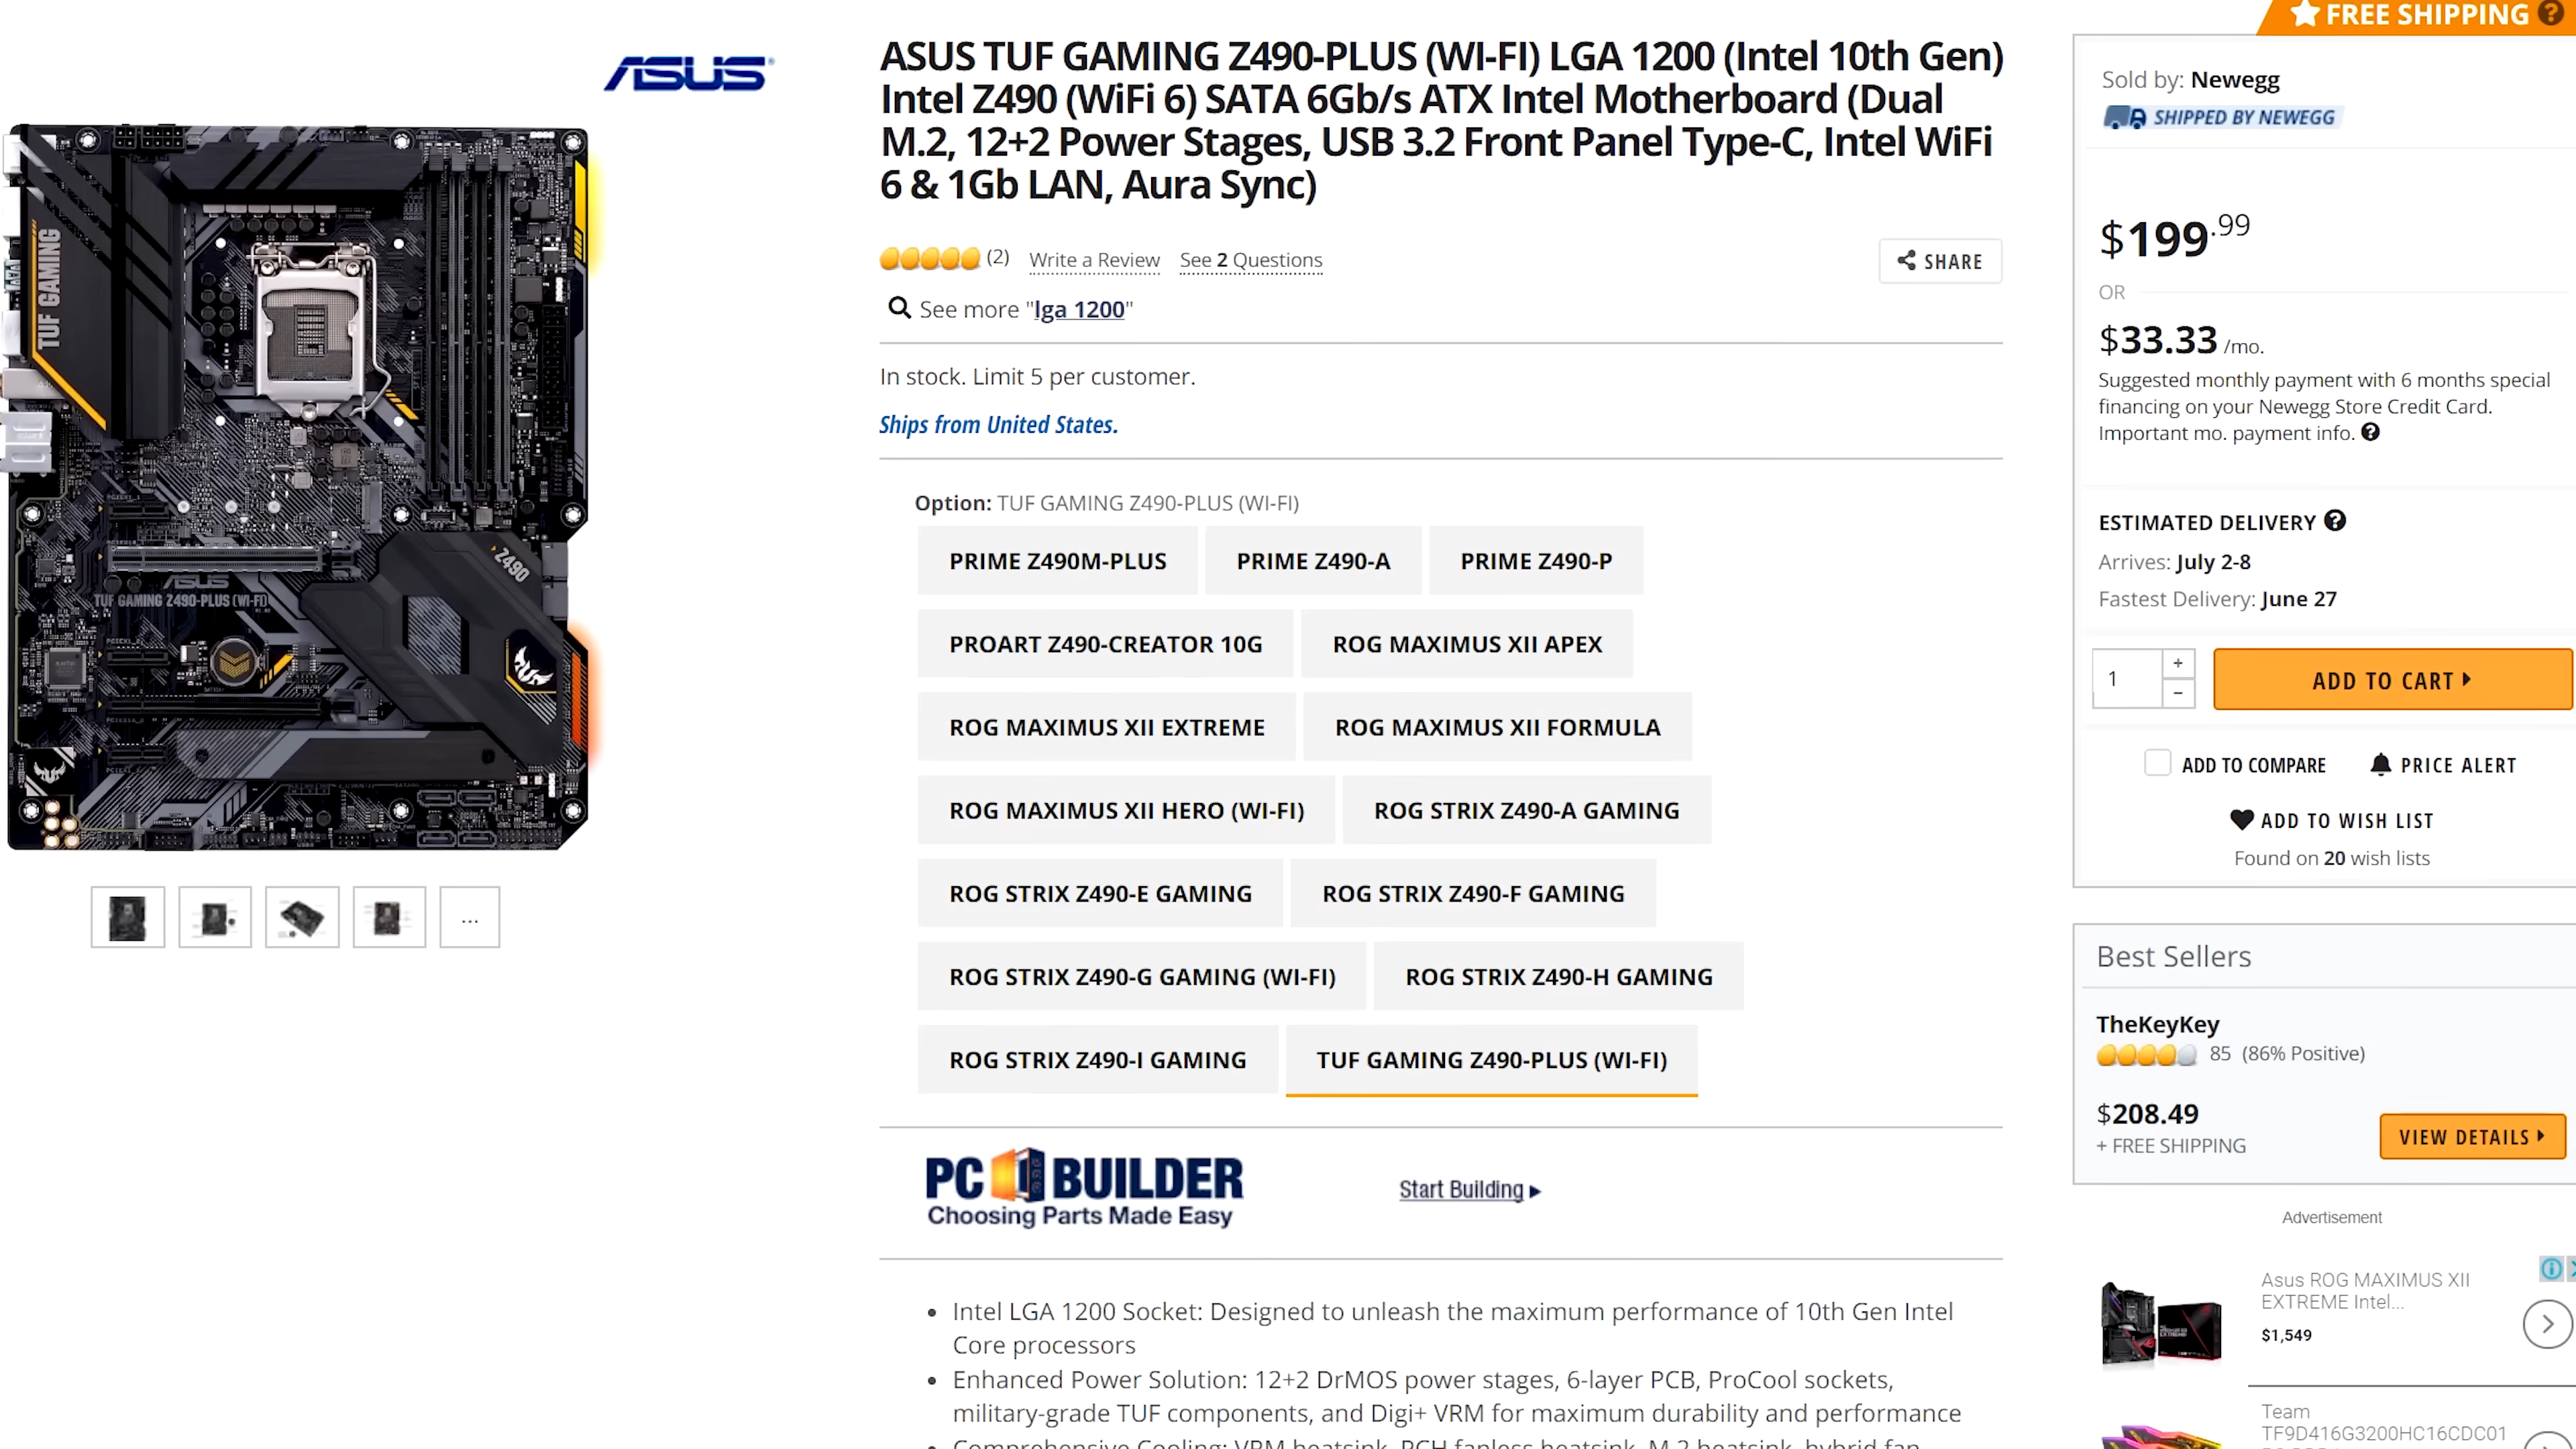 FREE SHIPPING ?
ASUS
ASUS TUF GAMING Z490-PLUS (WI-FI) LGA 1200 (Intel 10th Gen)
Intel Z490 (WiFi 6) SATA 6Gb/s ATX Intel Motherboard (Dual
M.2, 12+2 Power Stages, USB 3.2 Front Panel Type-C, Intel WiFi
6 & 1Gb LAN, Aura Sync)
(2) Write a Review See 2 Questions
SHARE
See more "lga 1200"
In stock. Limit 5 per customer.
Ships from United States.
TUF GAMING
Z490
ASUS
TUF GAMING Z490-PLUS (WI-FI)
...
Option: TUF GAMING Z490-PLUS (WI-FI)
PRIME Z490M-PLUS PRIME Z490-A PRIME Z490-P
PROART Z490-CREATOR 10G ROG MAXIMUS XII APEX
ROG MAXIMUS XII EXTREME ROG MAXIMUS XII FORMULA
ROG MAXIMUS XII HERO (WI-FI) ROG STRIX Z490-A GAMING
ROG STRIX Z490-E GAMING ROG STRIX Z490-F GAMING
ROG STRIX Z490-G GAMING (WI-FI) ROG STRIX Z490-H GAMING
ROG STRIX Z490-I GAMING TUF GAMING Z490-PLUS (WI-FI)
PC BUILDER
Choosing Parts Made Easy
Start Building
• Intel LGA 1200 Socket: Designed to unleash the maximum performance of 10th Gen Intel
Core processors
• Enhanced Power Solution: 12+2 DrMOS power stages, 6-layer PCB, ProCool sockets,
military-grade TUF components, and Digi+ VRM for maximum durability and performance
• Comprehensive Cooling: VRM heatsink, PCH fanless heatsink, M.2 heatsink, hybrid fan
Sold by: Newegg
SHIPPED BY NEWEGG
$199.99
OR
$33.33 /mo.
Suggested monthly payment with 6 months special
financing on your Newegg Store Credit Card.
Important mo. payment info. ?
ESTIMATED DELIVERY ?
Arrives: July 2-8
Fastest Delivery: June 27
1 + -
ADD TO CART
ADD TO COMPARE PRICE ALERT
ADD TO WISH LIST
Found on 20 wish lists
Best Sellers
TheKeyKey
85 (86% Positive)
$208.49
+ FREE SHIPPING
VIEW DETAILS
Advertisement
Asus ROG MAXIMUS XII
EXTREME Intel...
$1,549
Team
TF9D416G3200HC16CDC01